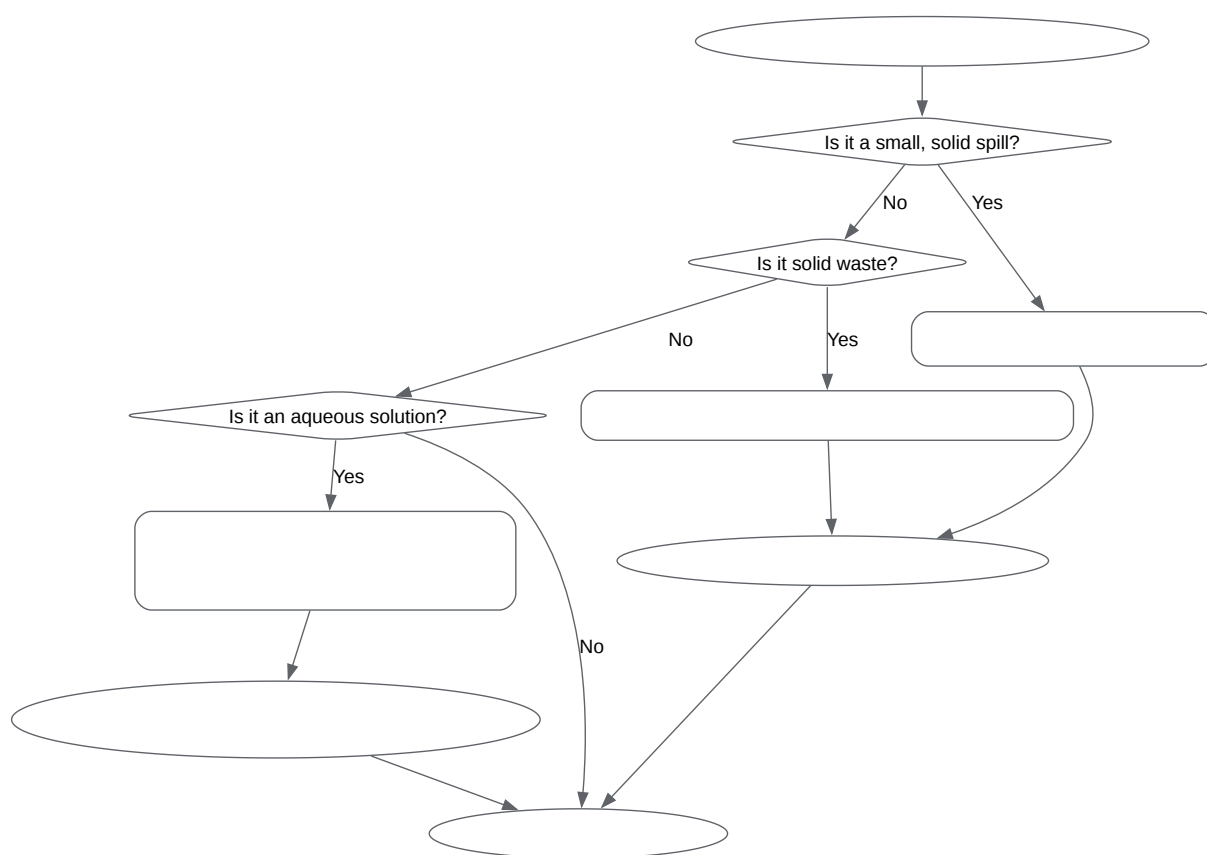 Is it a small, solid spill?
No
Yes
Is it solid waste?
No
Yes
Is it an aqueous solution?
Yes
No